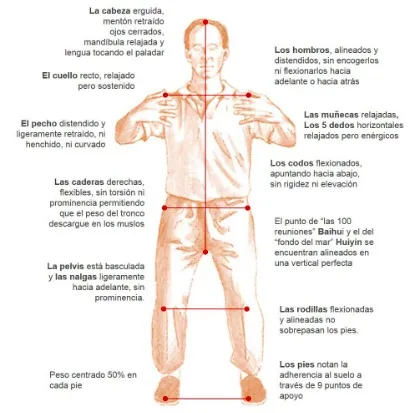 La cabeza erguida,
mentón retraído
ojos cerrados,
mandíbula relajada y
lengua tocando el paladar
El cuello recto, relajado
pero sostenido
El pecho distendido y
ligeramente retraído, ni
henchido, ni curvado
Las caderas derechas,
flexibles, sin torsión ni
prominencia permitiendo
que el peso del tronco
descargue en los muslos
La pelvis está basculada
y las nalgas ligeramente
hacia adelante, sin
prominencia.
Peso centrado 50% en
cada pie
Los hombros, alineados y
distendidos, sin encogerlos
ni flexionarlos hacia
adelante o hacia atrás
Las muñecas relajadas,
Los 5 dedos horizontales
relajados pero enérgicos
Los codos flexionados,
apuntando hacia abajo,
sin rigidez ni elevación
El punto de “las 100
reuniones” Baihui y el del
“fondo del mar” Huiyin se
encuentran alineados en
una vertical perfecta
Las rodillas flexionadas
y alineadas no
sobrepasan los pies.
Los pies notan la
adherencia al suelo a
través de 9 puntos de
apoyo